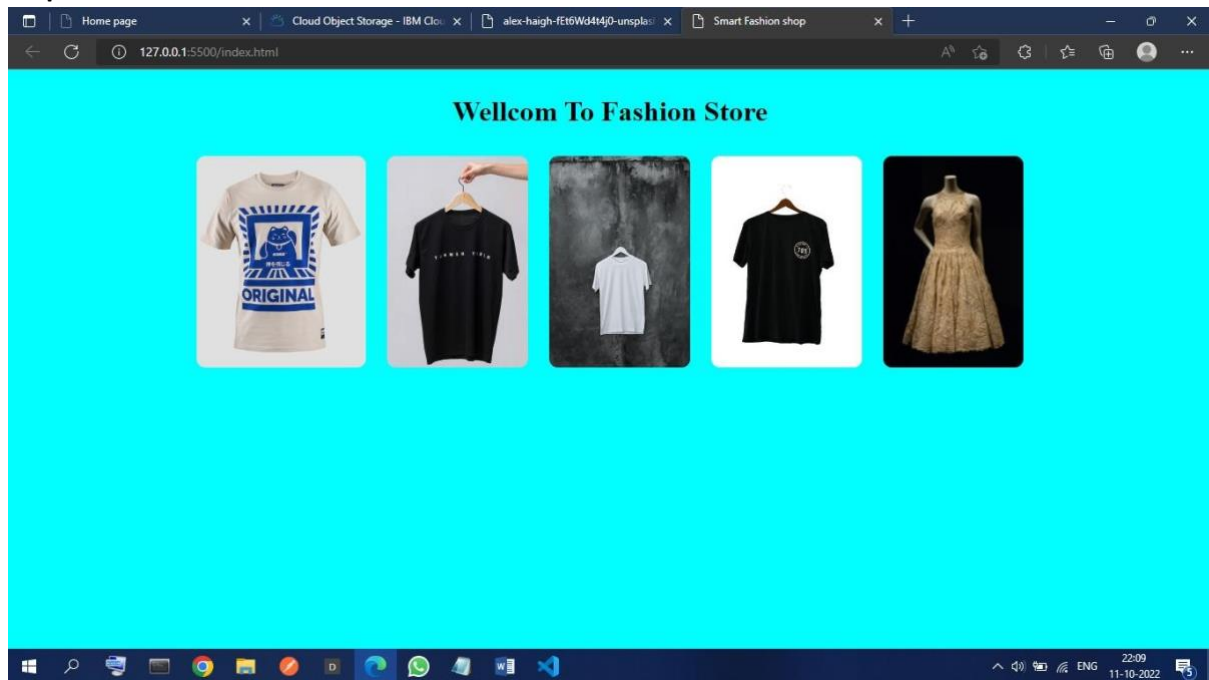 Home page
Cloud Object Storage - IBM Clou
alex-haigh-fEt6Wd4t4j0-unsplas
Smart Fashion shop
127.0.0.1:5500/index.html
Wellcom To Fashion Store
ORIGINAL
ENG
22:09
11-10-2022
5